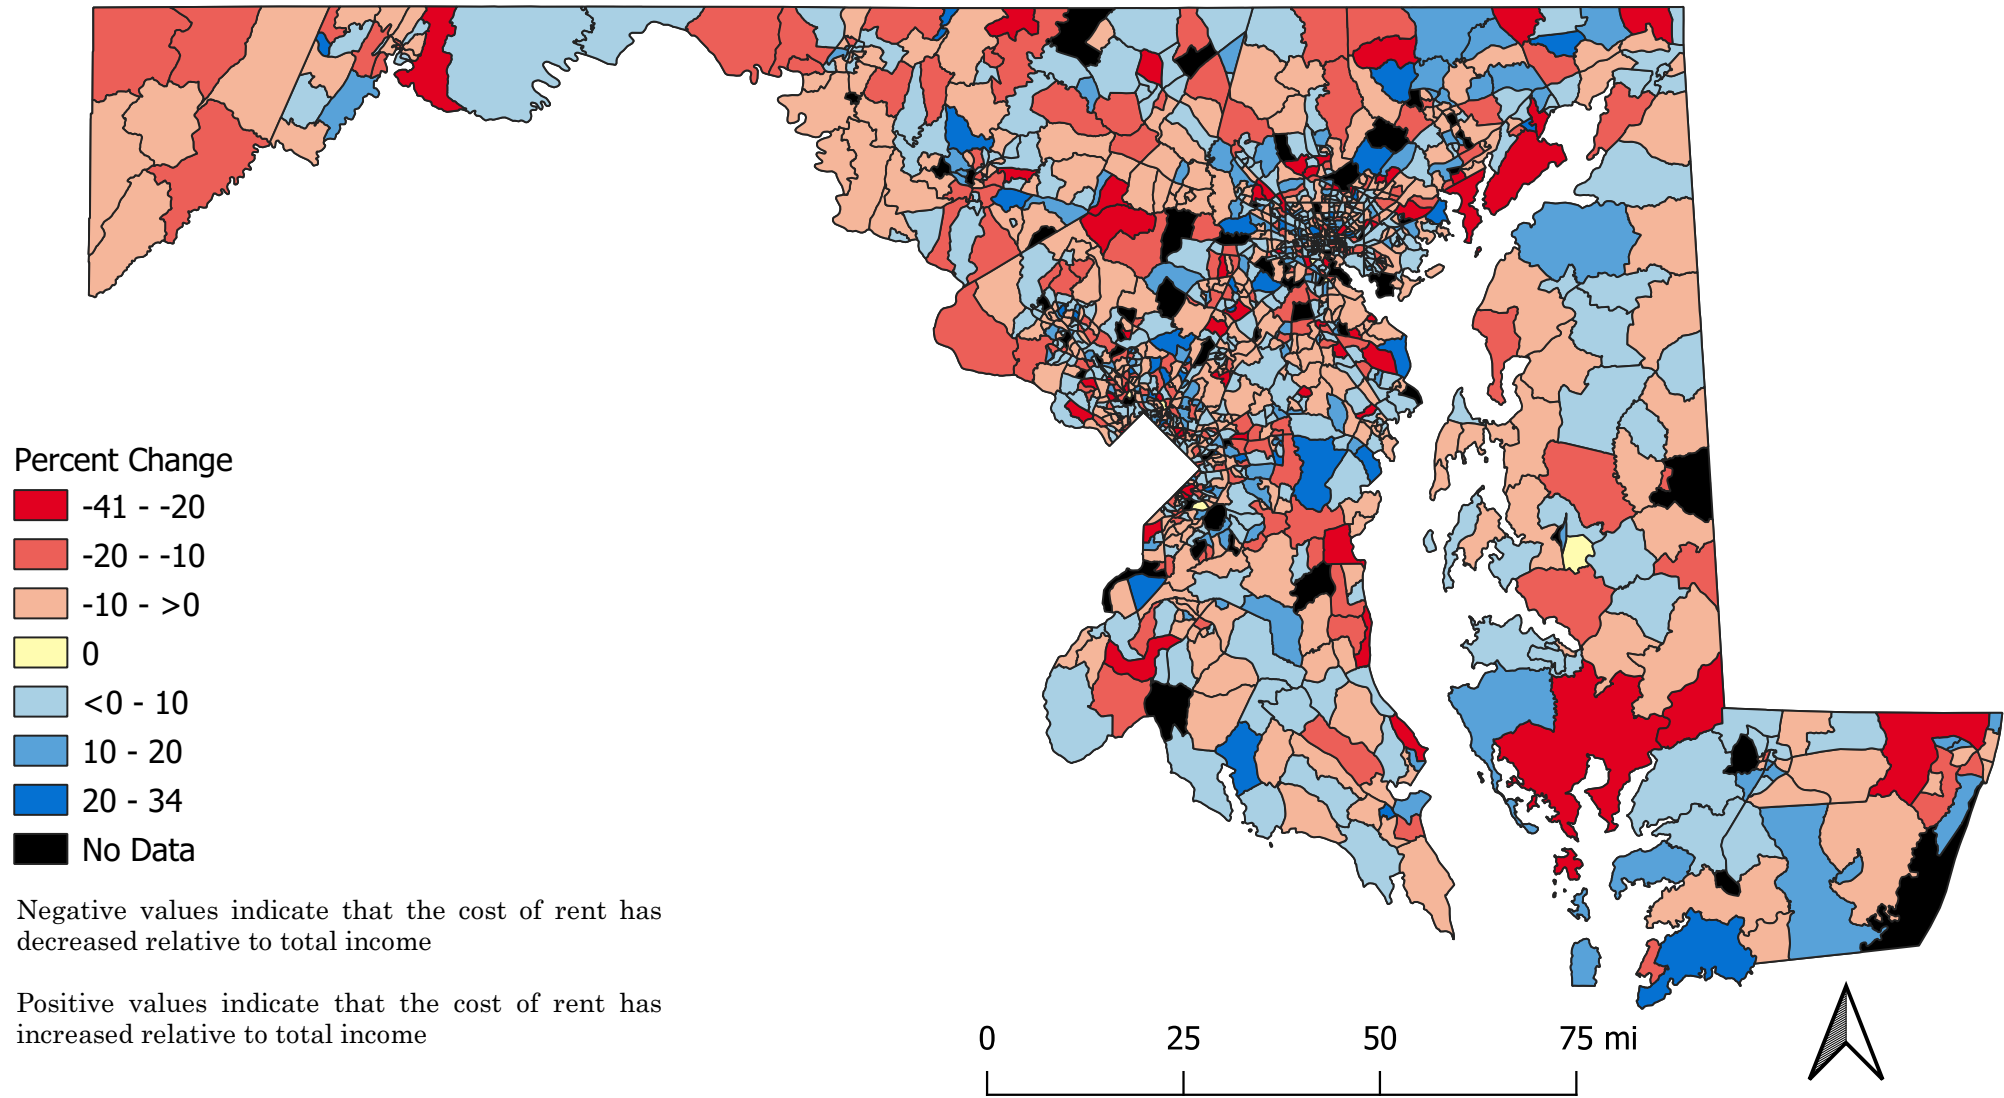 Percent Change
-41 - -20
-20 - -10
-10 - >0
0
<0 - 10
10 - 20
20 - 34
No Data
Negative values indicate that the cost of rent has
decreased relative to total income
Positive values indicate that the cost of rent has
increased relative to total income
0 25 50 75 mi